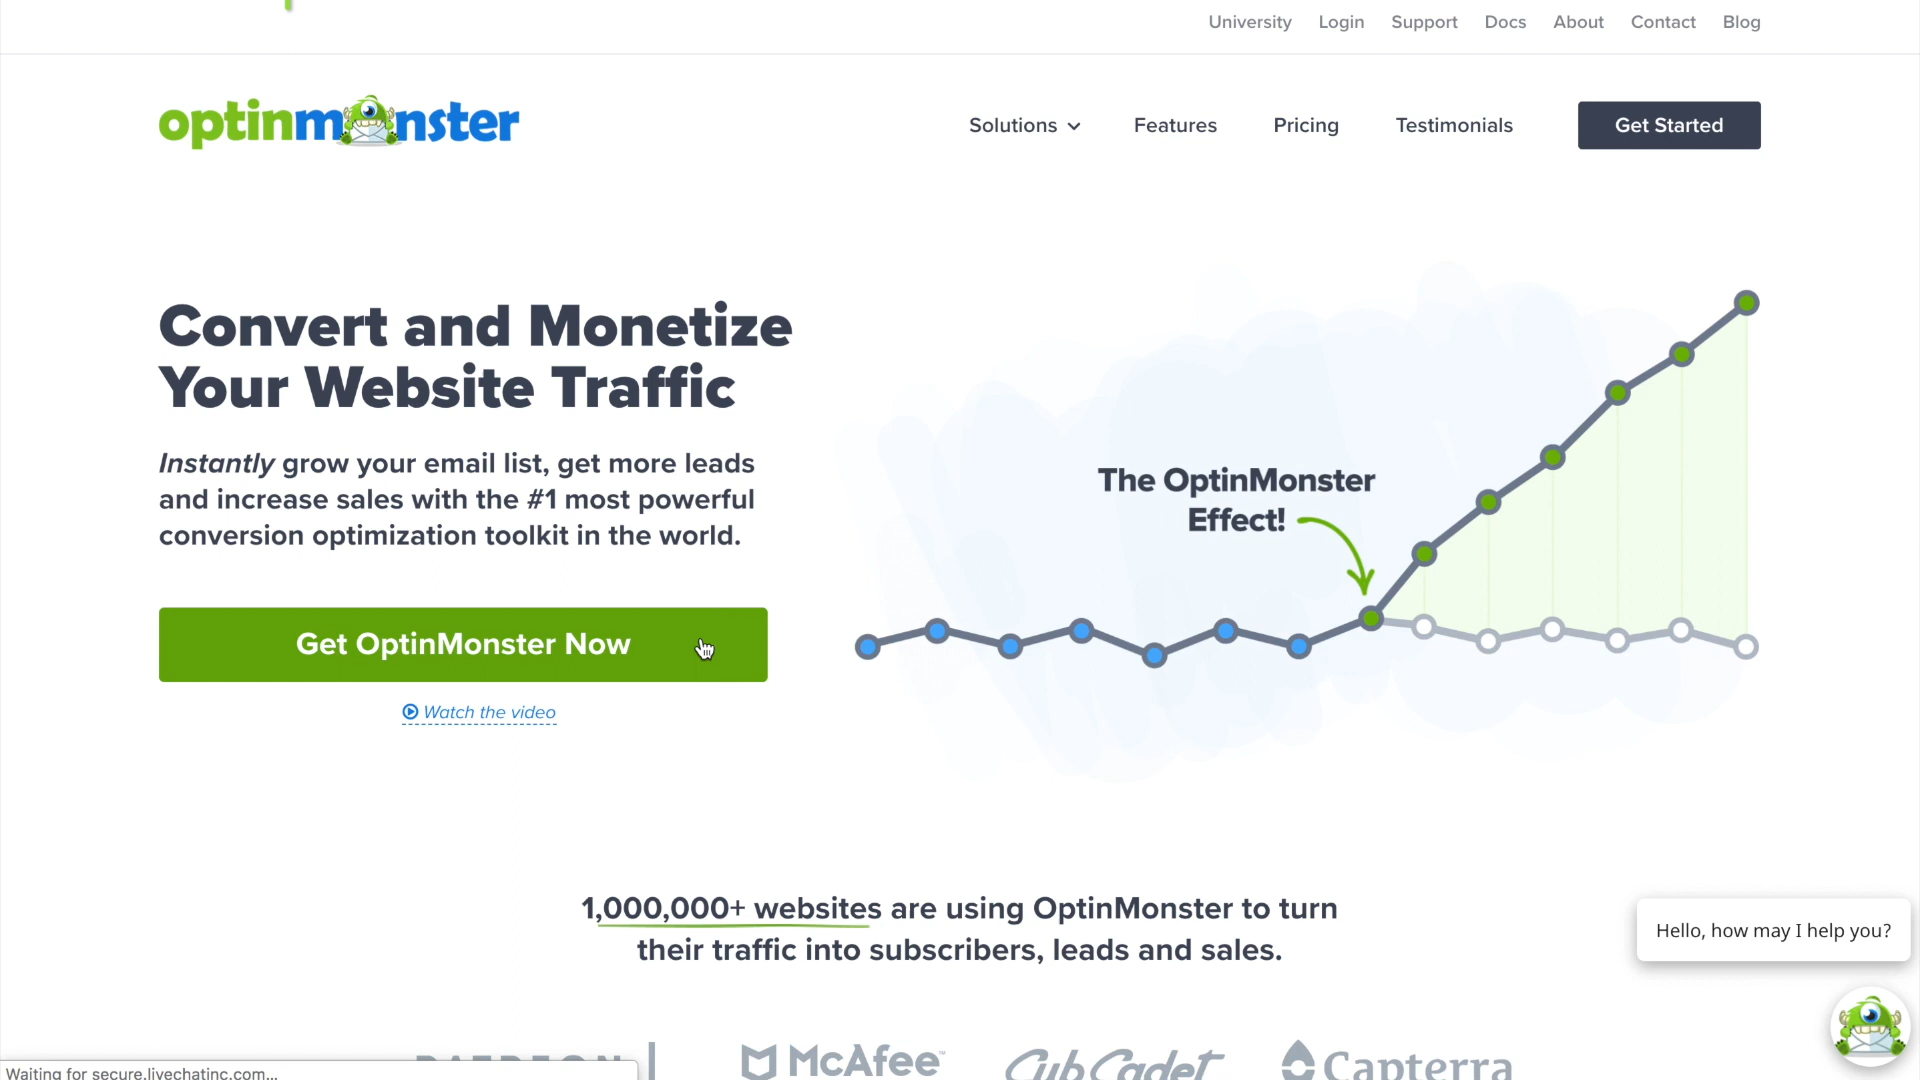 University Login Support Docs About Contact Blog
optinmonster
Solutions Features Pricing Testimonials Get Started
Convert and Monetize
Your Website Traffic
Instantly grow your email list, get more leads
and increase sales with the #1 most powerful
conversion optimization toolkit in the world.
Get OptinMonster Now
Watch the video
The OptinMonster
Effect!
1,000,000+ websites are using OptinMonster to turn
their traffic into subscribers, leads and sales.
Hello, how may I help you?
PATREON McAfee™ Cub Cadet Capterra
Waiting for secure.livechatinc.com...